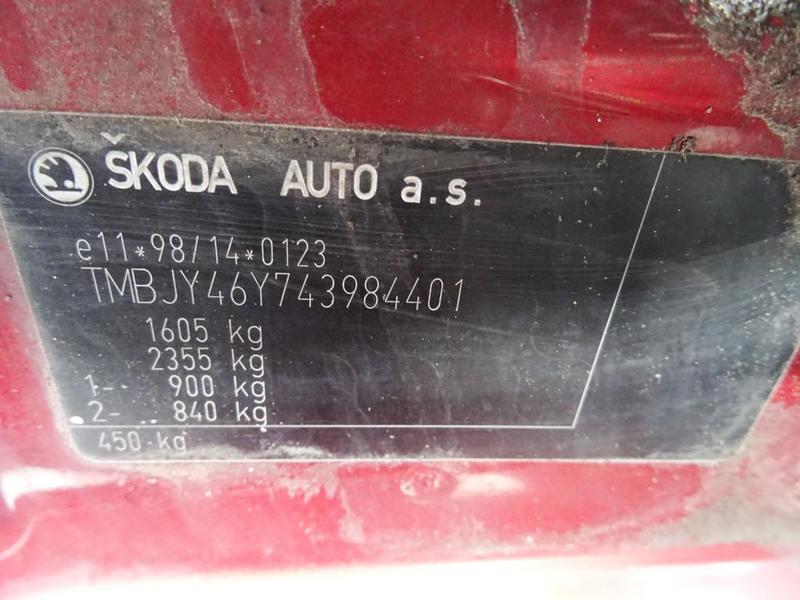 ŠKODA AUTO a.s.
e11*98/14*0123
TMBJY46Y743984401
1605 kg
2355 kg
1- 900 kg
2- 840 kg
450 kg